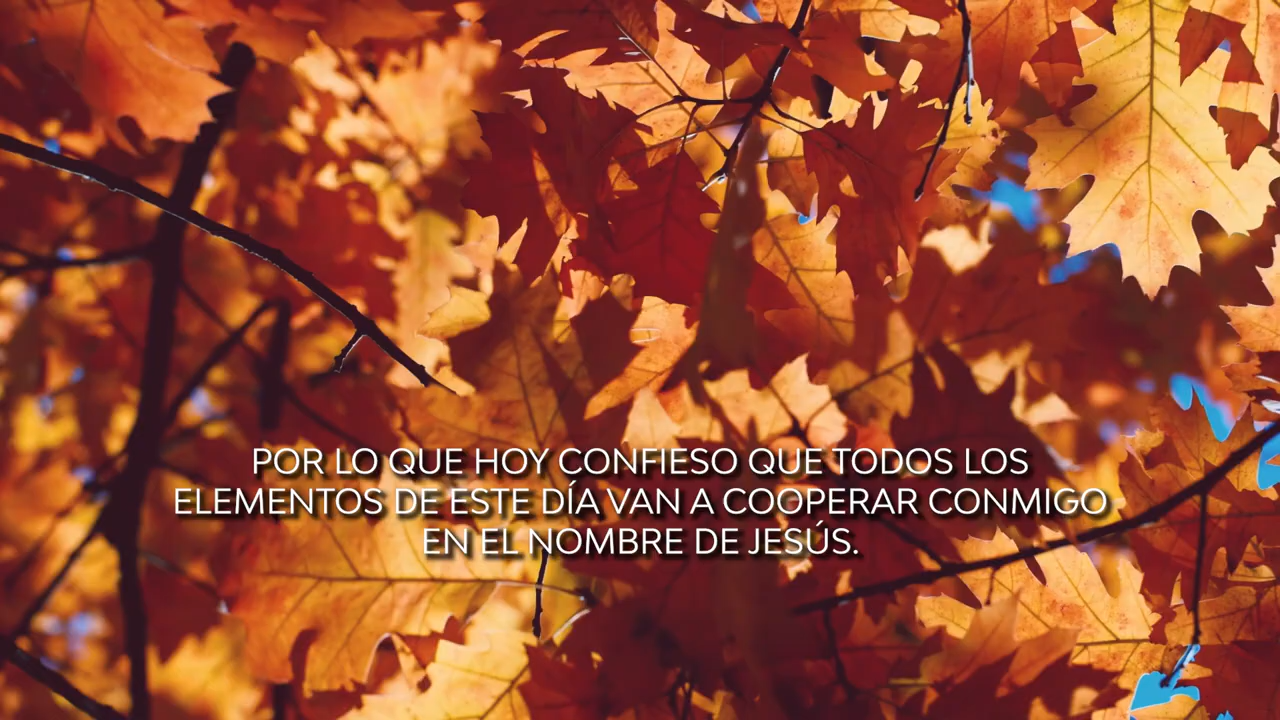 POR LO QUE HOY CONFIESO QUE TODOS LOS
ELEMENTOS DE ESTE DÍA VAN A COOPERAR CONMIGO
EN EL NOMBRE DE JESÚS.